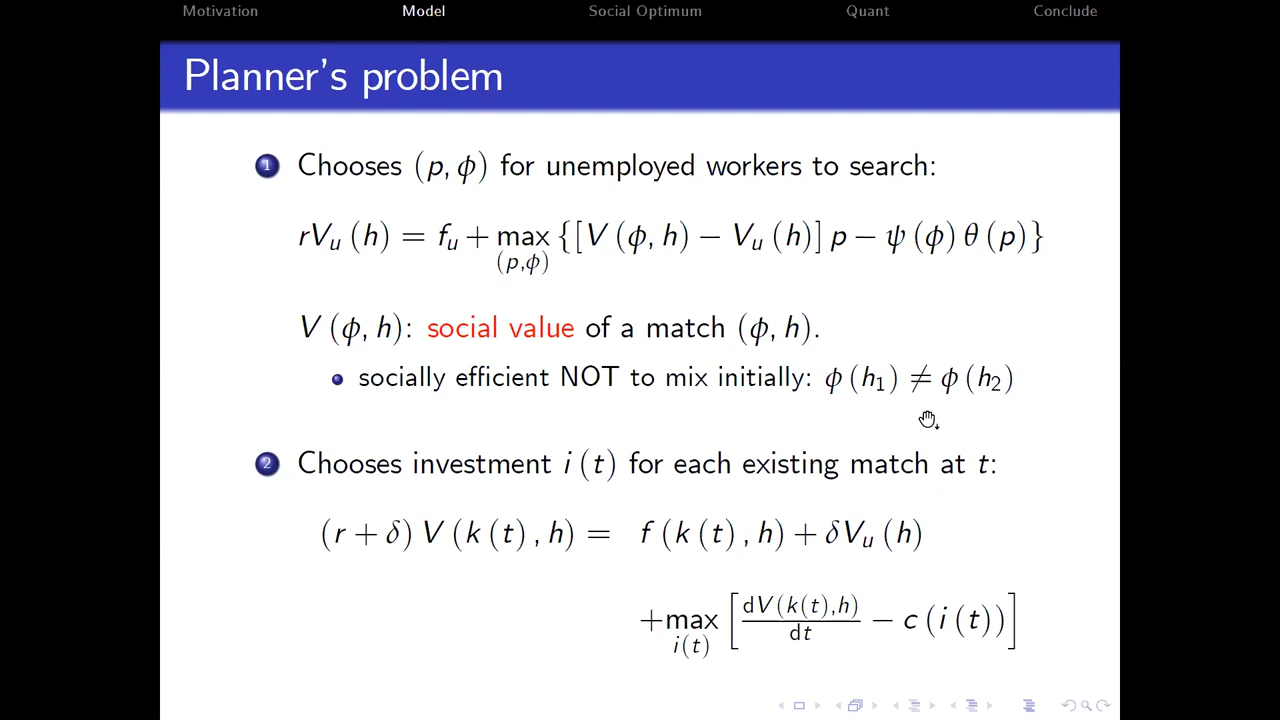 Motivation Model Social Optimum Quant Conclude
Planner's problem
1 Chooses (p, ϕ) for unemployed workers to search:
rV_u (h) = f_u + max_{(p,ϕ)} {[V (ϕ, h) − V_u (h)] p − ψ (ϕ) θ (p)}
V (ϕ, h): social value of a match (ϕ, h).
socially efficient NOT to mix initially: ϕ (h_1) ≠ ϕ (h_2)
2 Chooses investment i (t) for each existing match at t:
(r + δ) V (k (t) , h) = f (k (t) , h) + δV_u (h)
+ max_{i(t)} [ dV(k(t),h) / dt − c (i (t)) ]